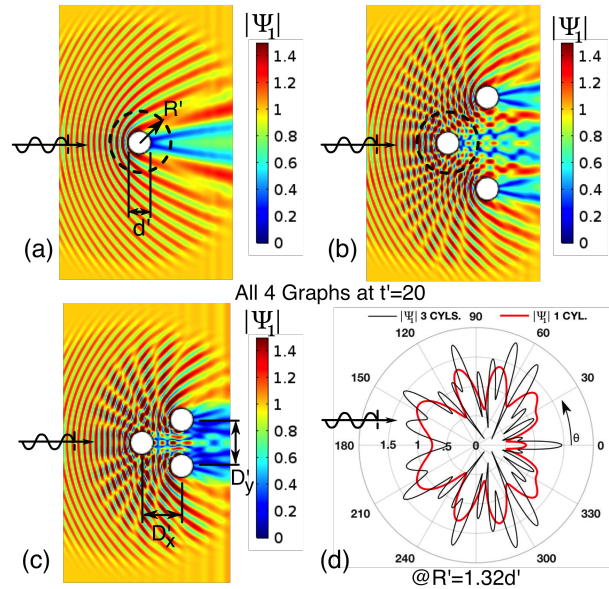 |Ψ₁|
1.4
1.2
1
0.8
0.6
0.4
0.2
0
R'
d'
(a)
|Ψ₁|
1.4
1.2
1
0.8
0.6
0.4
0.2
0
(b)
All 4 Graphs at t'=20
|Ψ₁|
1.4
1.2
1
0.8
0.6
0.4
0.2
0
D'y
D'x
(c)
|Ψ₁| 3 CYLS. |Ψ₁| 1 CYL.
90
120 60
150 30
θ
180 1.5 1 .5 0 0
210 330
240 300
(d)
@R'=1.32d'